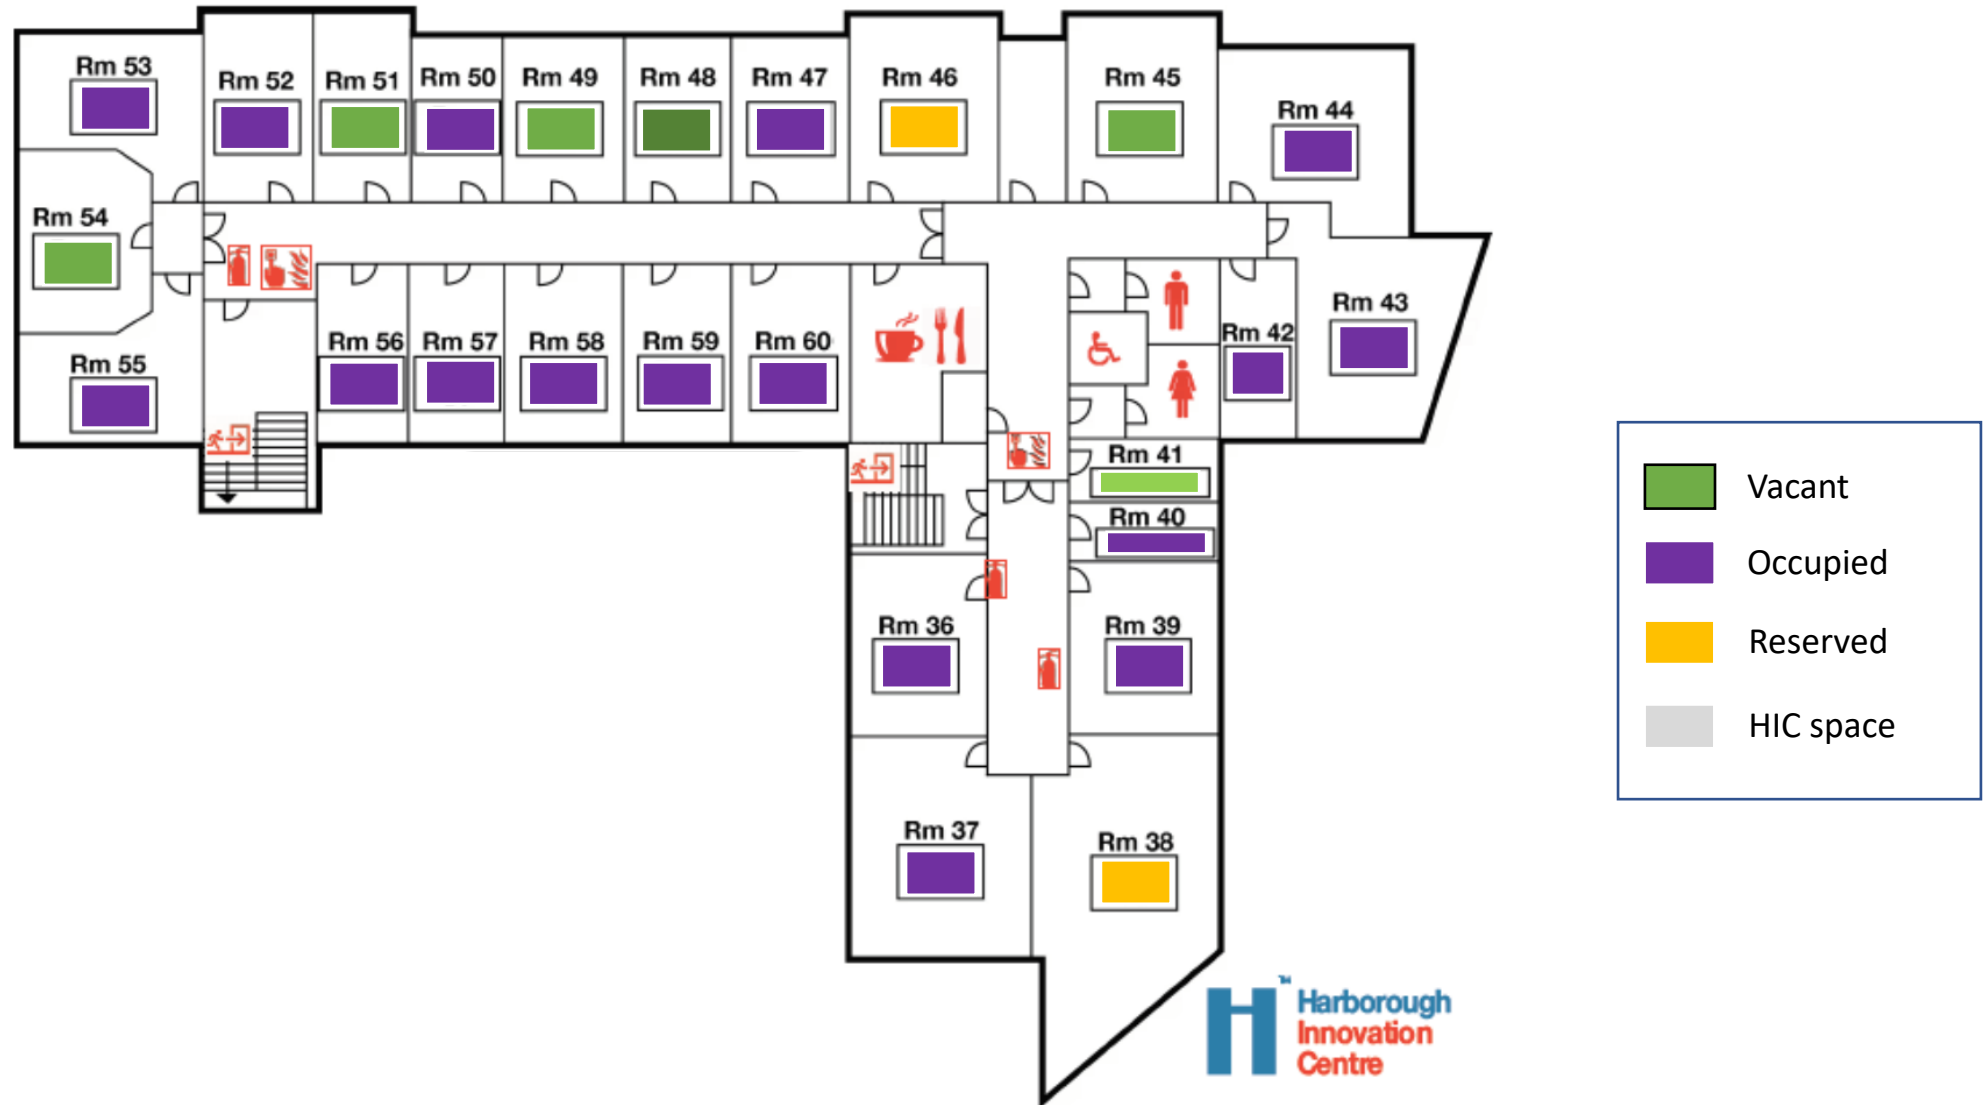 Rm 53
Rm 52
Rm 51
Rm 50
Rm 49
Rm 48
Rm 47
Rm 46
Rm 45
Rm 44
Rm 54
Rm 43
Rm 55
Rm 56
Rm 57
Rm 58
Rm 59
Rm 60
Rm 42
Rm 41
Rm 40
Rm 36
Rm 39
Rm 37
Rm 38
Vacant
Occupied
Reserved
HIC space
H™
Harborough
Innovation
Centre